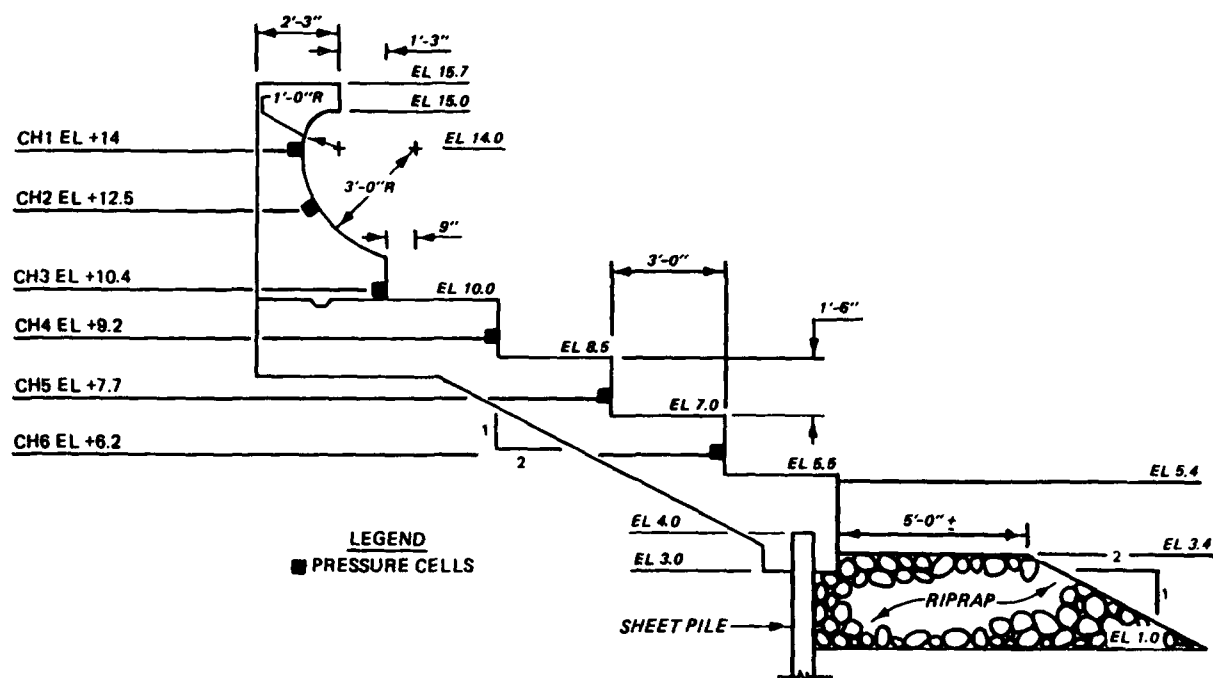 2'-3"
1'-3"
EL 15.7
1'-0"R
EL 15.0
CH1 EL +14
EL 14.0
3'-0"R
CH2 EL +12.5
9"
3'-0"
CH3 EL +10.4
EL 10.0
1'-6"
CH4 EL +9.2
EL 8.5
CH5 EL +7.7
EL 7.0
1
2
CH6 EL +6.2
EL 5.5
EL 5.4
EL 4.0
5'-0" ±
LEGEND
PRESSURE CELLS
EL 3.0
2
EL 3.4
1
RIPRAP
SHEET PILE
EL 1.0